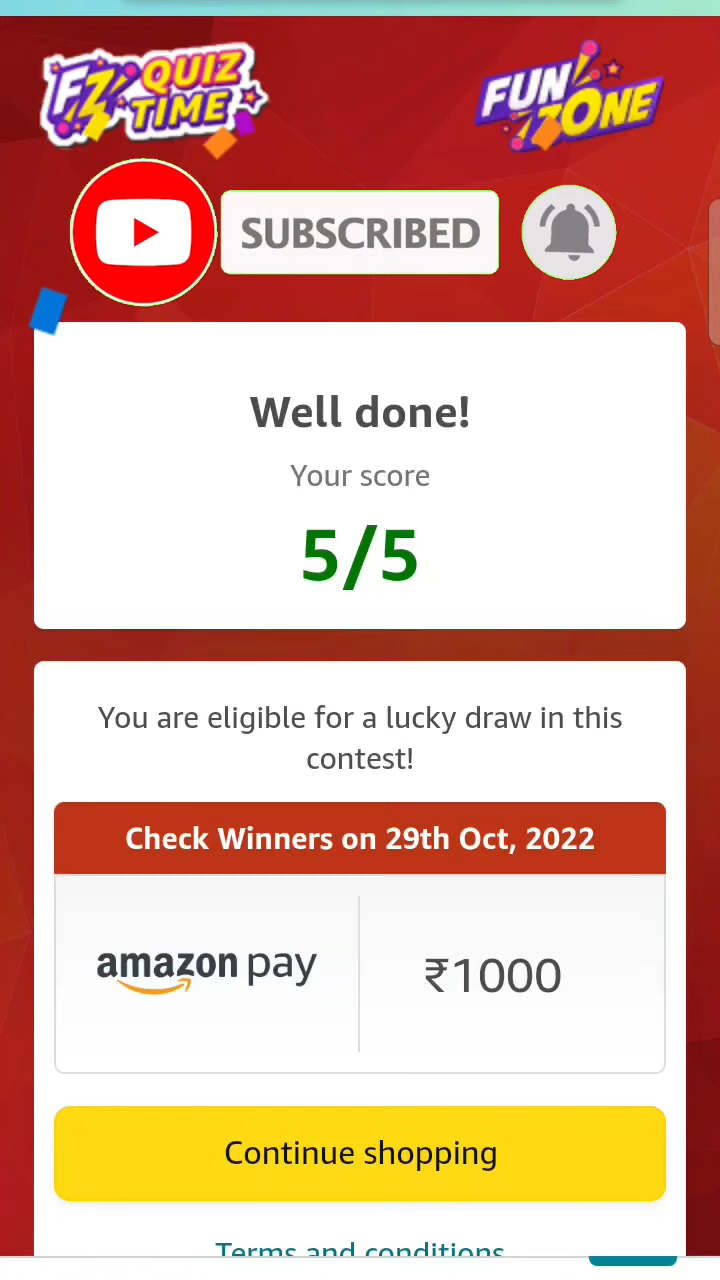 FZ QUIZ
TIME
FUN
ZONE
SUBSCRIBED
Well done!
Your score
5/5
You are eligible for a lucky draw in this
contest!
Check Winners on 29th Oct, 2022
amazon pay
₹1000
Continue shopping
Terms and conditions